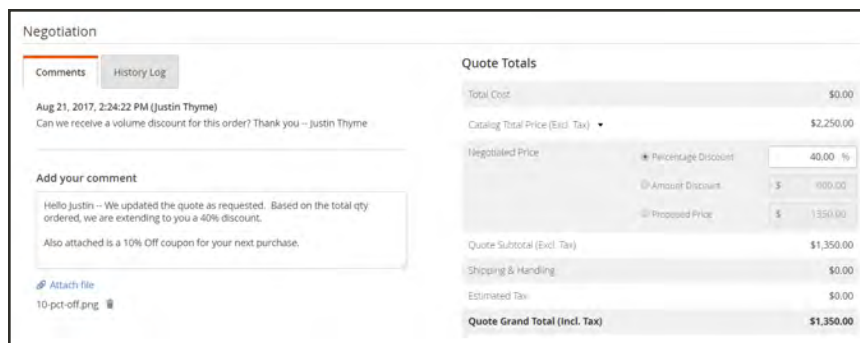 Negotiation
Comments
History Log
Aug 21, 2017, 2:24:22 PM (Justin Thyme)
Can we receive a volume discount for this order? Thank you -- Justin Thyme
Add your comment
Hello Justin -- We updated the quote as requested. Based on the total qty
ordered, we are extending to you a 40% discount.
Also attached is a 10% Off coupon for your next purchase.
Attach file
10-pct-off.png
Quote Totals
Total Cost $0.00
Catalog Total Price (Excl. Tax) $2,250.00
Negotiated Price
Percentage Discount 40.00 %
Amount Discount $ 900.00
Proposed Price $ 1350.00
Quote Subtotal (Excl. Tax) $1,350.00
Shipping & Handling $0.00
Estimated Tax $0.00
Quote Grand Total (Incl. Tax) $1,350.00